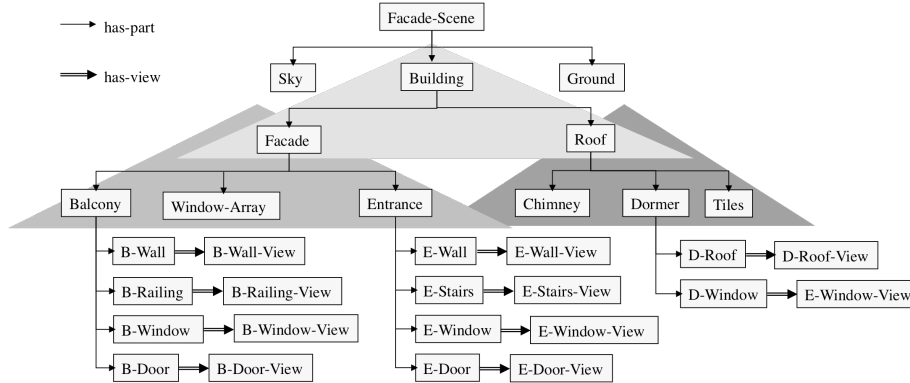 Facade-Scene
has-part
has-view
Sky
Building
Ground
Facade
Roof
Balcony
Window-Array
Entrance
Chimney
Dormer
Tiles
B-Wall
B-Wall-View
E-Wall
E-Wall-View
D-Roof
D-Roof-View
B-Railing
B-Railing-View
E-Stairs
E-Stairs-View
D-Window
E-Window-View
B-Window
B-Window-View
E-Window
E-Window-View
B-Door
B-Door-View
E-Door
E-Door-View